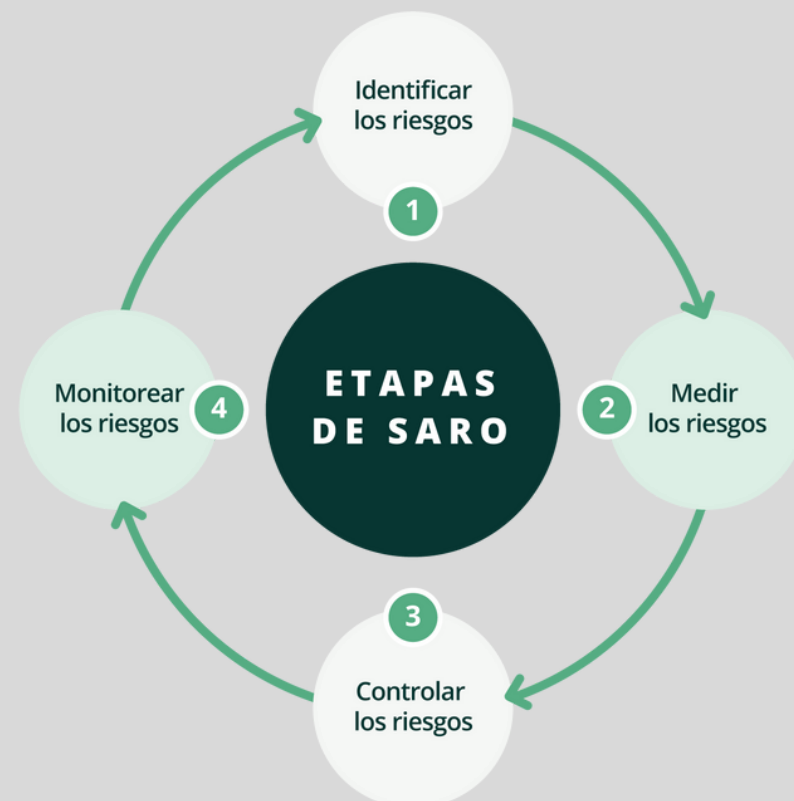 Identificar
los riesgos
1
ETAPAS
DE SARO
Monitorear
los riesgos
4
2
Medir
los riesgos
3
Controlar
los riesgos